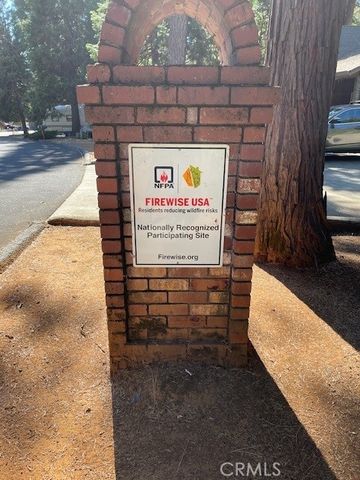 NFPA
FIREWISE USA
Residents reducing wildfire risks
Nationally Recognized
Participating Site
Firewise.org
CRMLS